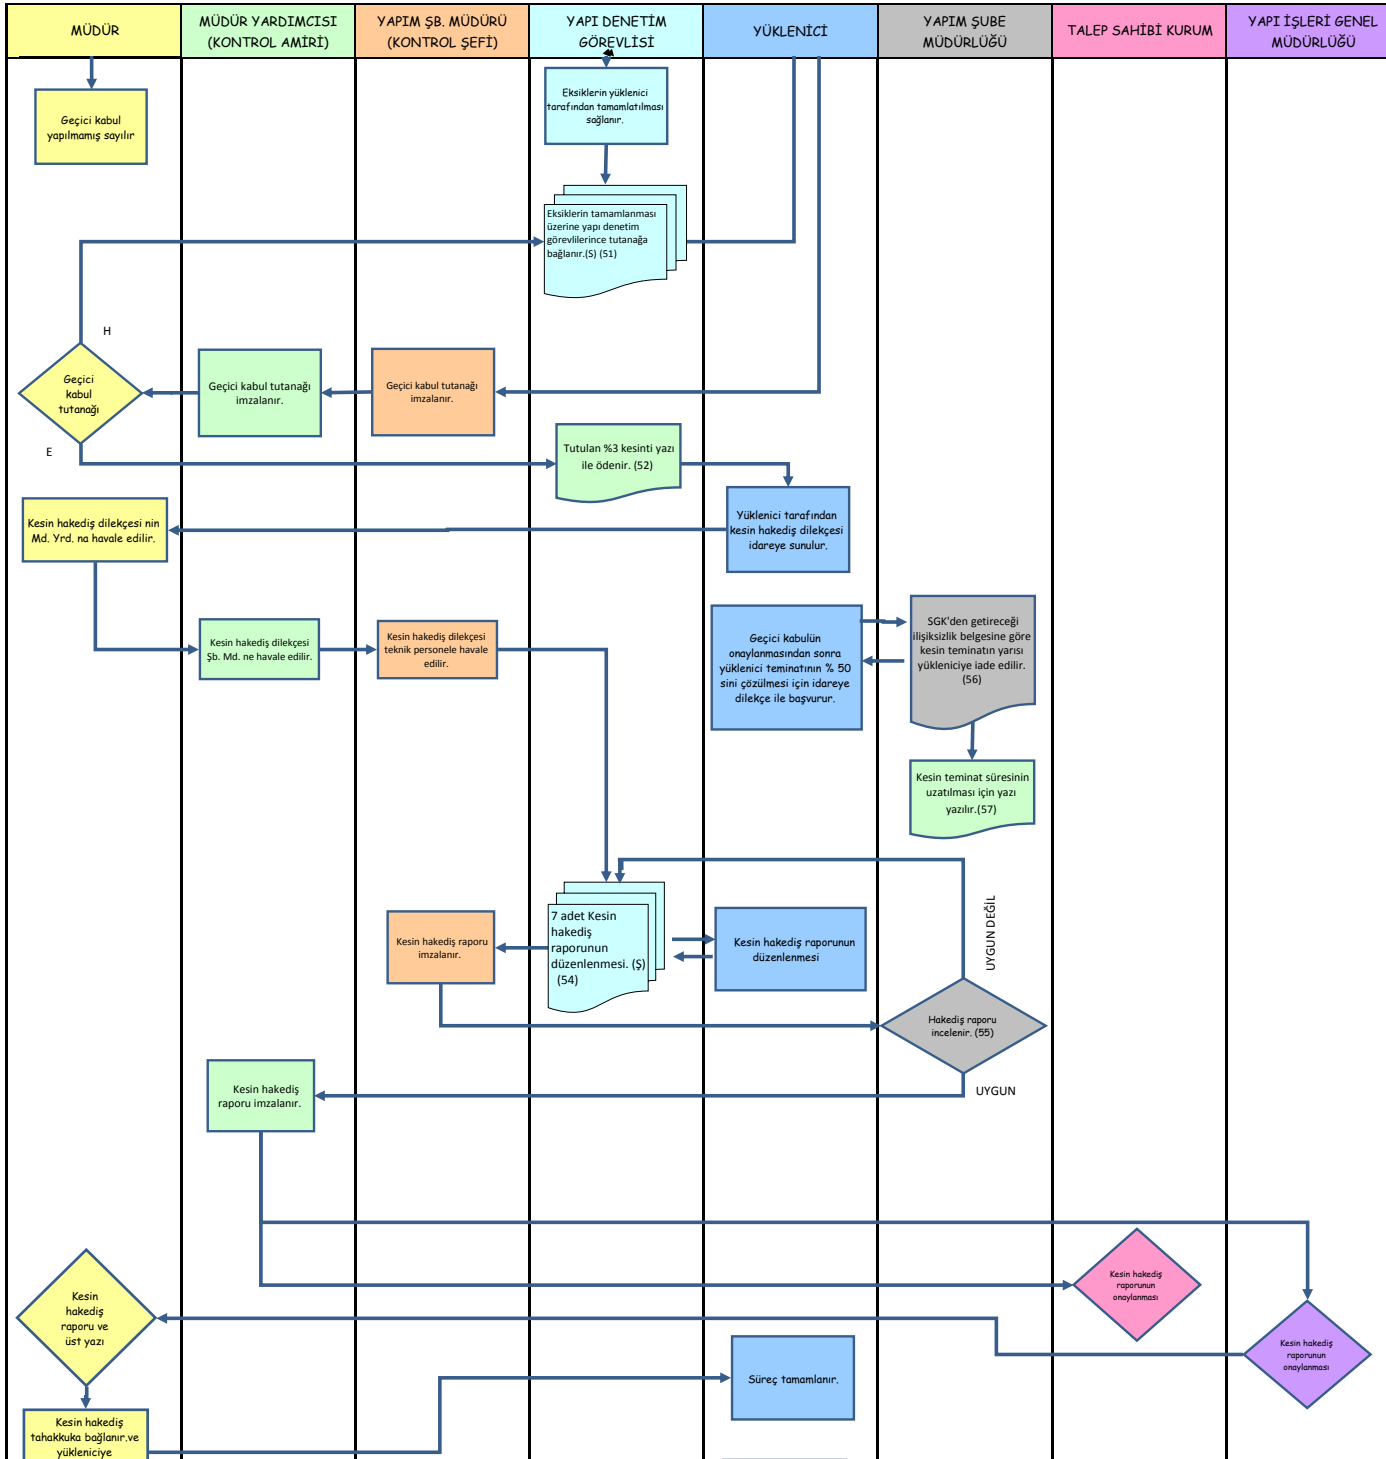 MÜDÜR
MÜDÜR YARDIMCISI
(KONTROL AMİRİ)
YAPIM ŞB. MÜDÜRÜ
(KONTROL ŞEFİ)
YAPI DENETİM
GÖREVLİSİ
YÜKLENİCİ
YAPIM ŞUBE
MÜDÜRLÜĞÜ
TALEP SAHİBİ KURUM
YAPI İŞLERİ GENEL
MÜDÜRLÜĞÜ
Geçici kabul
yapılmamış sayılır
Eksiklerin yüklenici
tarafından tamamlatılması
sağlanır.
Eksiklerin tamamlanması
üzerine yapı denetim
görevlilerince tutanağa
bağlanır.(S) (51)
H
Geçici
kabul
tutanağı
Geçici kabul tutanağı
imzalanır.
Geçici kabul tutanağı
imzalanır.
E
Tutulan %3 kesinti yazı
ile ödenir. (52)
Kesin hakediş dilekçesi nin
Md. Yrd. na havale edilir.
Yüklenici tarafından
kesin hakediş dilekçesi
idareye sunulur.
Kesin hakediş dilekçesi
Şb. Md. ne havale edilir.
Kesin hakediş dilekçesi
teknik personele havale
edilir.
Geçici kabulün
onaylanmasından sonra
yüklenici teminatının % 50
sini çözülmesi için idareye
dilekçe ile başvurur.
SGK'den getireceği
ilişiksizlik belgesine göre
kesin teminatın yarısı
yükleniciye iade edilir.
(56)
Kesin teminat süresinin
uzatılması için yazı
yazılır.(57)
Kesin hakediş raporu
imzalanır.
7 adet Kesin
hakediş
raporunun
düzenlenmesi. (Ş)
(54)
Kesin hakediş raporunun
düzenlenmesi
UYGUN DEĞİL
Hakediş raporu
incelenir. (55)
UYGUN
Kesin hakediş
raporu imzalanır.
Kesin hakediş
raporunun
onaylanması
Kesin
hakediş
raporu ve
üst yazı
Kesin hakediş
raporunun
onaylanması
Süreç tamamlanır.
Kesin hakediş
tahakkuka bağlanır.ve
yükleniciye